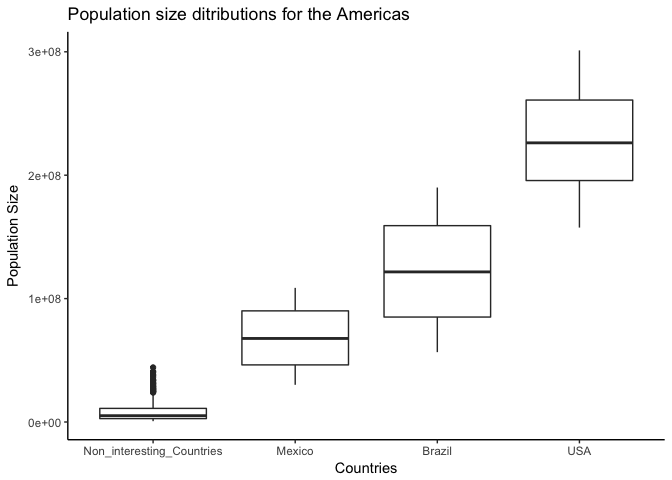 Population size ditributions for the Americas
Population Size
3e+08
2e+08
1e+08
0e+00
Non_interesting_Countries
Mexico
Brazil
USA
Countries